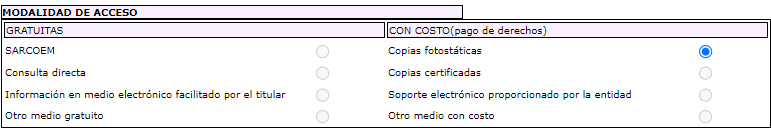 MODALIDAD DE ACCESO
GRATUITAS CON COSTO(pago de derechos)
SARCOEM Copias fotostáticas
Consulta directa Copias certificadas
Información en medio electrónico facilitado por el titular Soporte electrónico proporcionado por la entidad
Otro medio gratuito Otro medio con costo